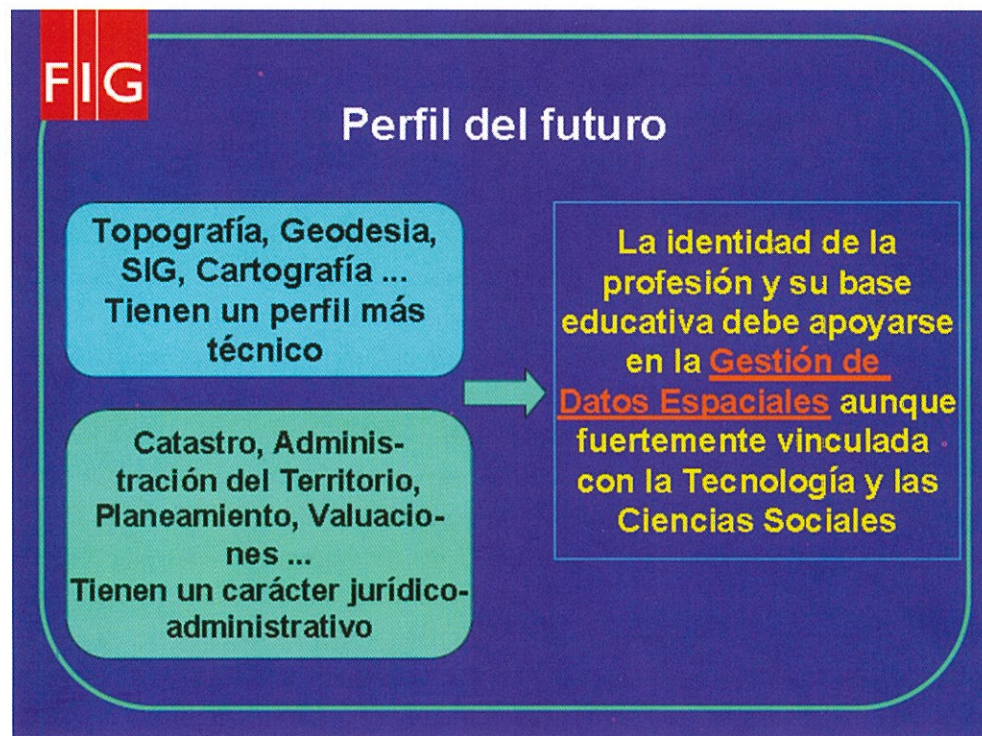 FIG
Perfil del futuro
Topografía, Geodesia,
SIG, Cartografía ...
Tienen un perfil más
técnico
Catastro, Adminis-
tración del Territorio,
Planeamiento, Valuacio-
nes ...
Tienen un carácter jurídico-
administrativo
La identidad de la
profesión y su base
educativa debe apoyarse
en la Gestión de
Datos Espaciales aunque
fuertemente vinculada
con la Tecnología y las
Ciencias Sociales